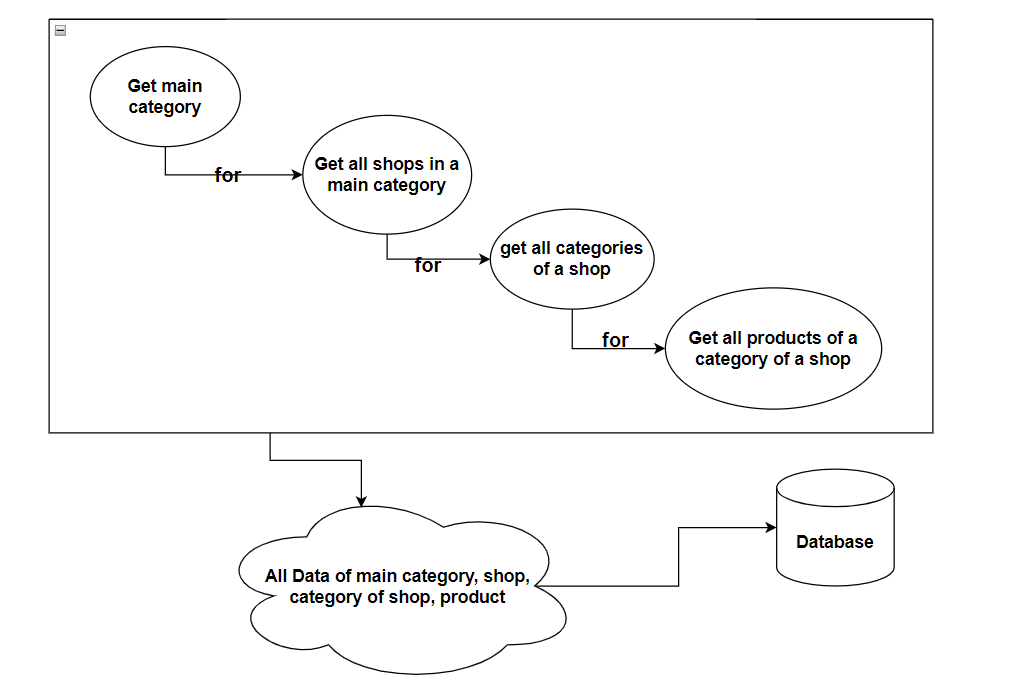 Get main
category
for
Get all shops in a
main category
for
get all categories
of a shop
for
Get all products of a
category of a shop
All Data of main category, shop,
category of shop, product
Database